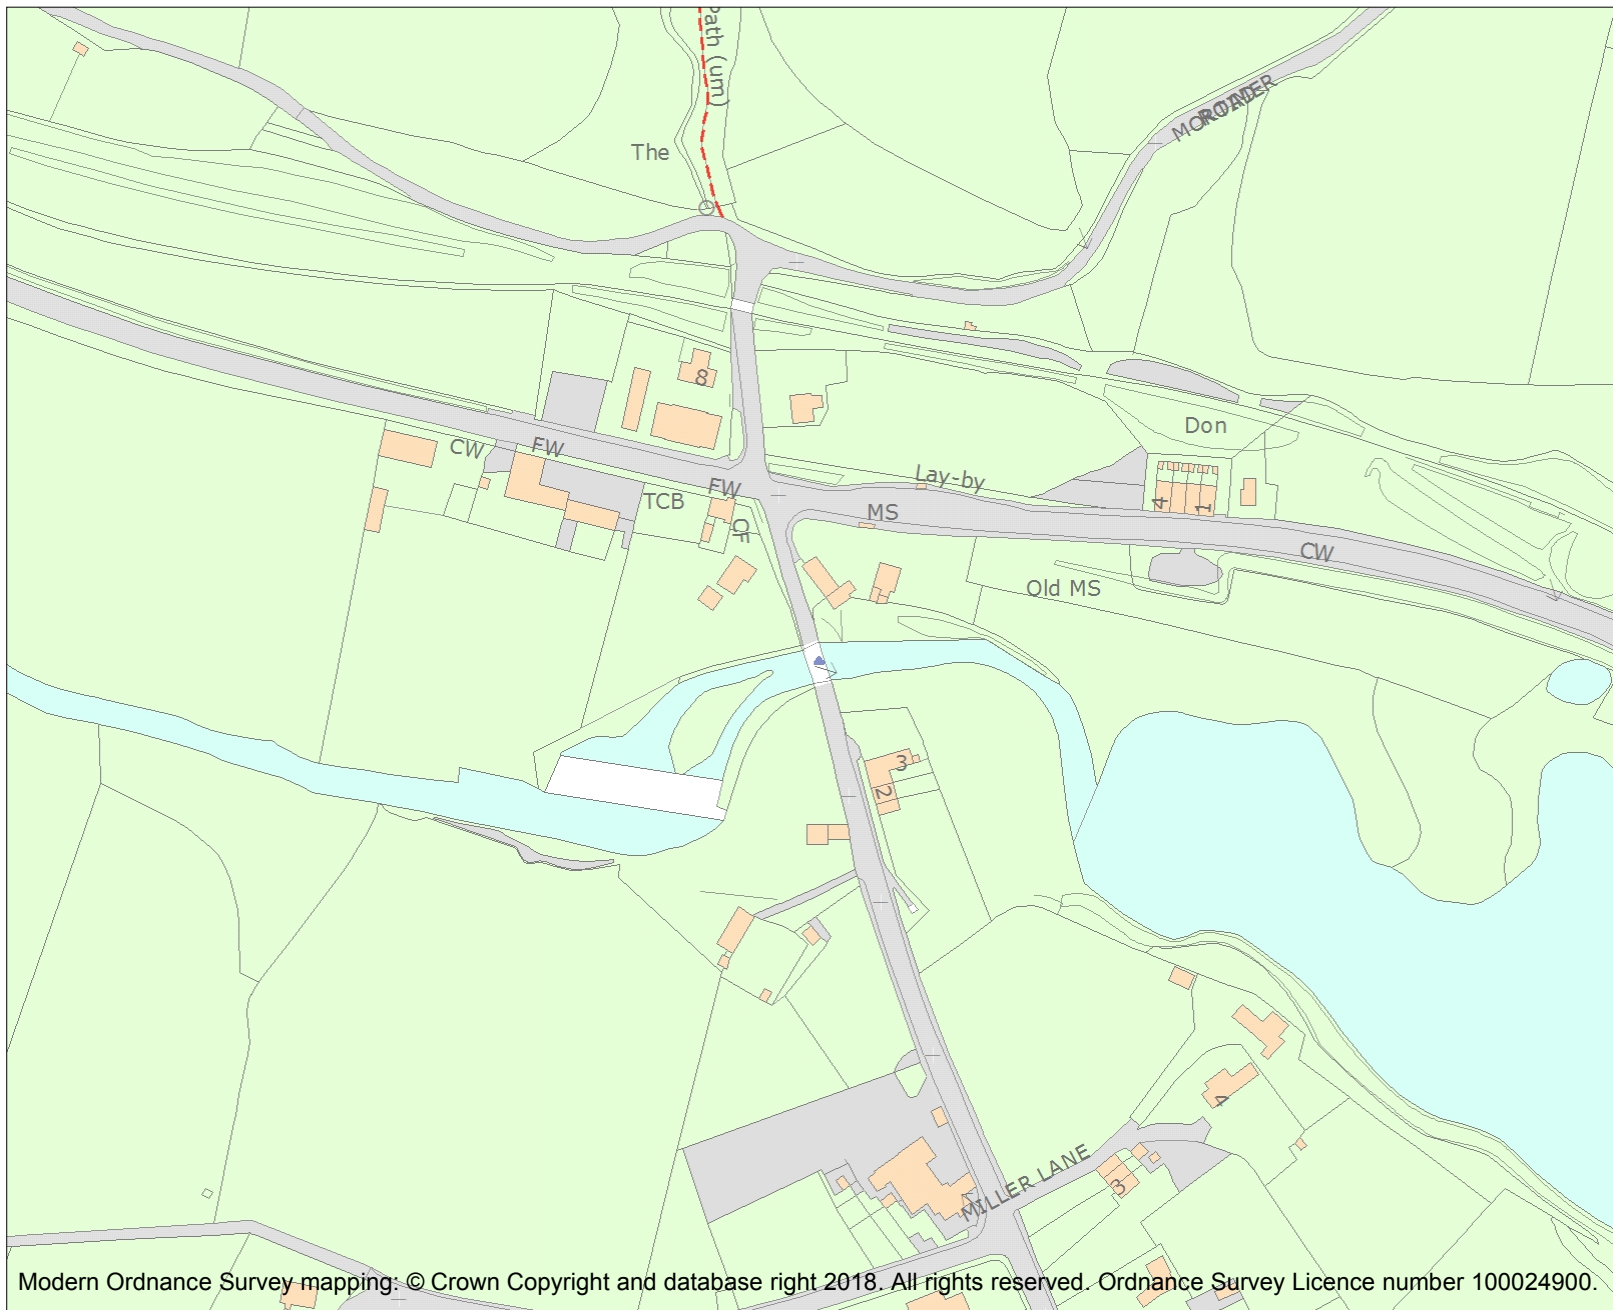 Path (um)
MORTIMER
ROAD
The
8
Don
CW
FW
Lay-by
FW
TCB
MS
4
1
CF
CW
Old MS
3
2
4
MILLER LANE
3
Modern Ordnance Survey mapping: © Crown Copyright and database right 2018. All rights reserved. Ordnance Survey Licence number 100024900.